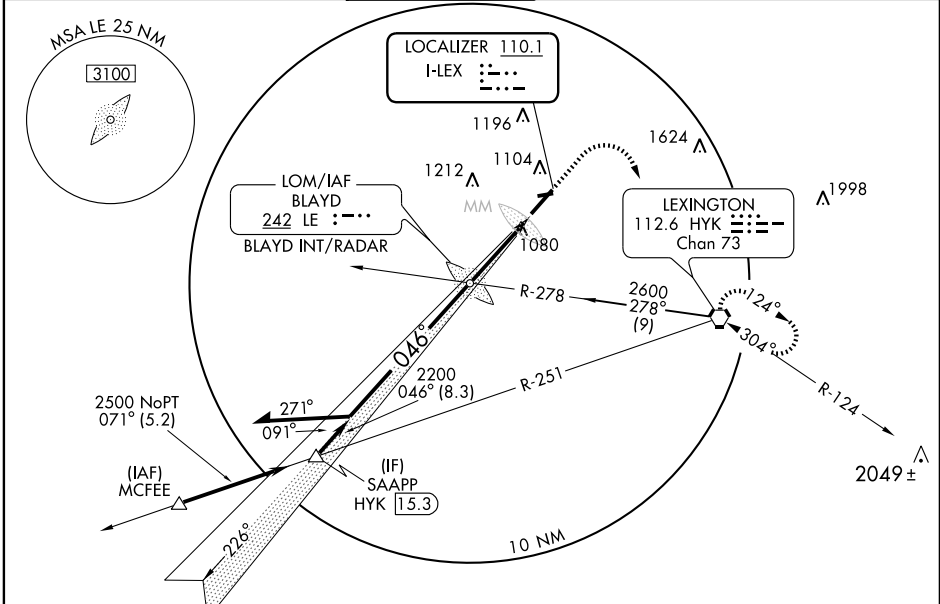 MSA LE 25 NM
3100
LOCALIZER 110.1
I-LEX
1196
1624
1212
1104
1998
MM
LOM/IAF
BLAYD
242 LE
BLAYD INT/RADAR
1080
LEXINGTON
112.6 HYK
Chan 73
R-278
2600
278°
(9)
124°
304°
R-124
046°
R-251
2200
046° (8.3)
2500 NoPT
071° (5.2)
271°
091°
(IAF)
MCFEE
(IF)
SAAPP
HYK 15.3
2049 ±
226°
10 NM